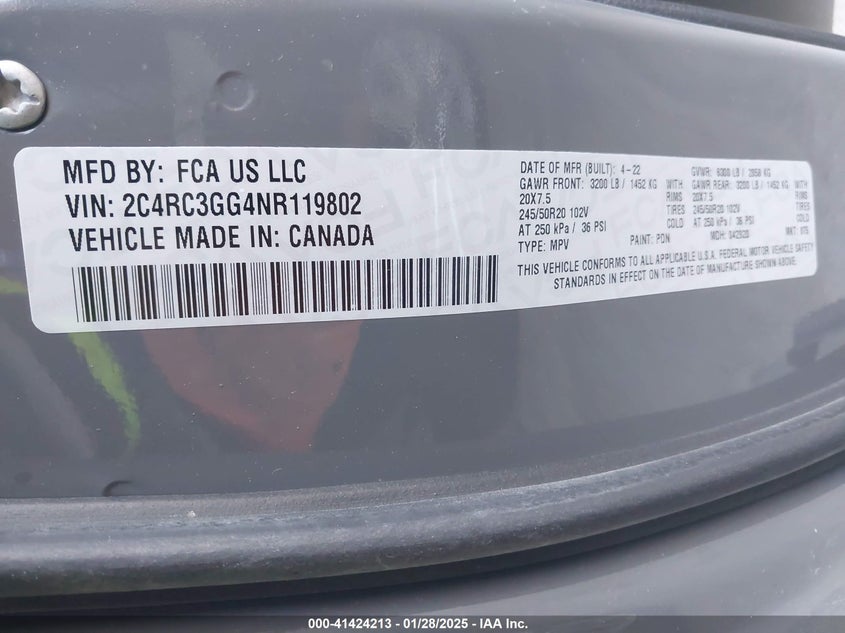 MFD BY: FCA US LLC
VIN: 2C4RC3GG4NR119802
VEHICLE MADE IN: CANADA
DATE OF MFR (BUILT): 4-22 GVWR: 6300 LB / 2858 KG
GAWR FRONT: 3200 LB / 1452 KG WITH GAWR REAR: 3200 LB / 1452 KG WITH
20X7.5 RIMS 20X7.5 RIMS
245/50R20 102V TIRES 245/50R20 102V TIRES
AT 250 kPa / 36 PSI COLD AT 250 kPa / 36 PSI COLD
TYPE: MPV PAINT: PDN MDH: 042920
THIS VEHICLE CONFORMS TO ALL APPLICABLE U.S.A. FEDERAL MOTOR VEHICLE SAFETY
STANDARDS IN EFFECT ON THE DATE OF MANUFACTURE SHOWN ABOVE.
000-41424213 - 01/28/2025 - IAA Inc.